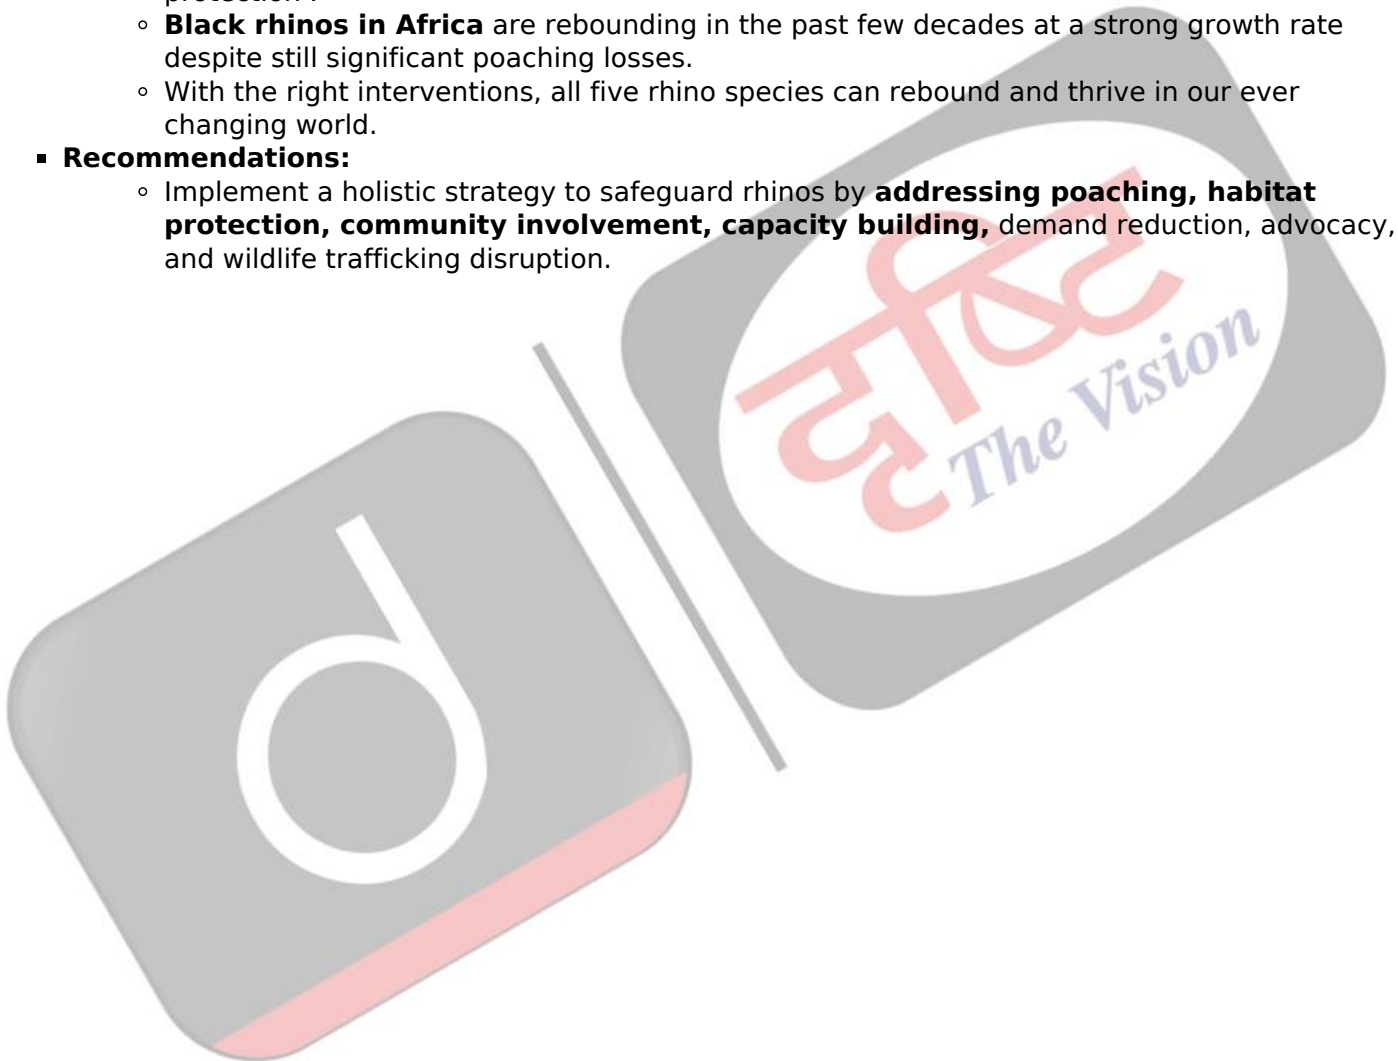 Black rhinos in Africa are rebounding in the past few decades at a strong growth rate
despite still significant poaching losses.
With the right interventions, all five rhino species can rebound and thrive in our ever
changing world.
Recommendations:
Implement a holistic strategy to safeguard rhinos by addressing poaching, habitat
protection, community involvement, capacity building, demand reduction, advocacy,
and wildlife trafficking disruption.
दृष्टि
The Vision
d